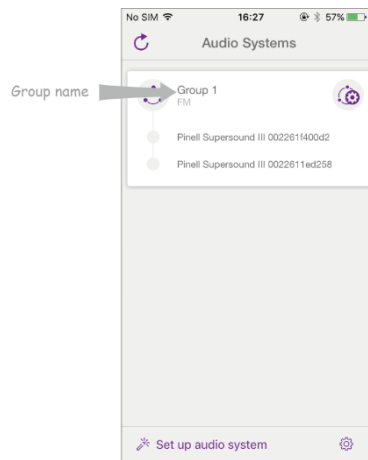 No SIM 16:27 57%
Audio Systems
Group name
Group 1
FM
Pinell Supersound III 002261f400d2
Pinell Supersound III 0022611ed258
Set up audio system